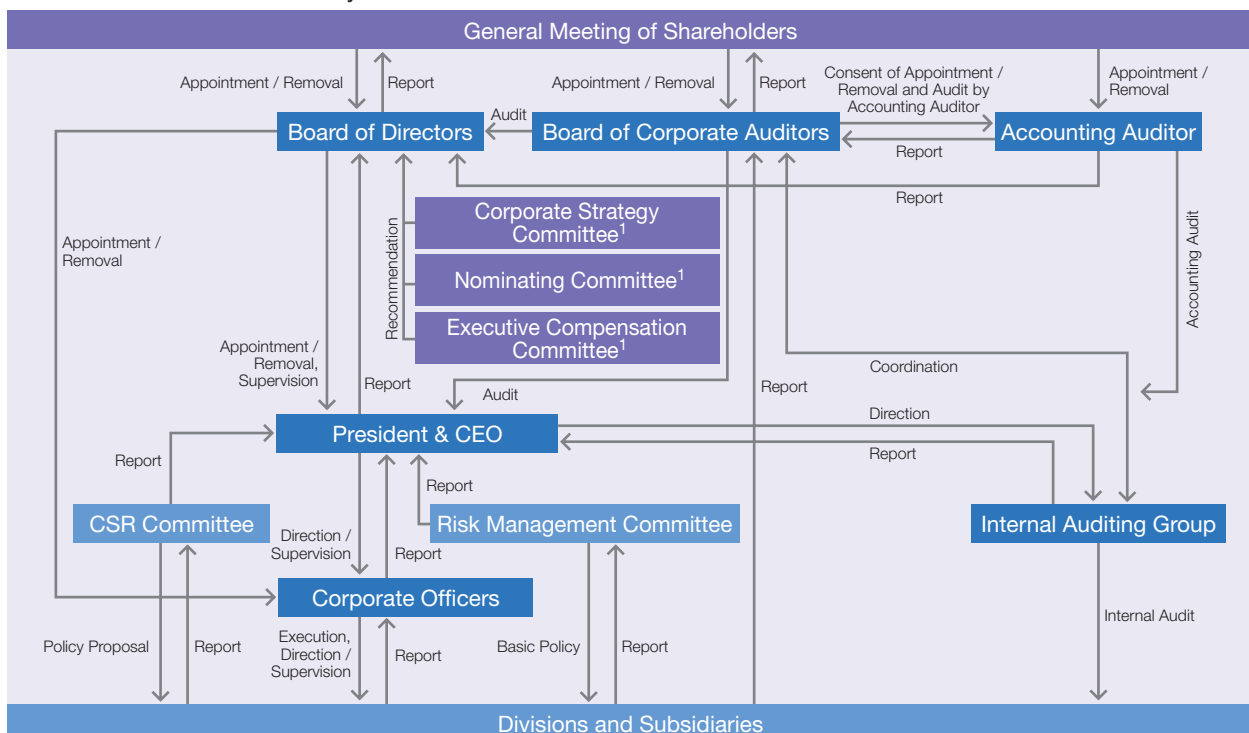 General Meeting of Shareholders
Appointment / Removal
Report
Appointment / Removal
Report
Consent of Appointment /
Removal and Audit by
Accounting Auditor
Appointment /
Removal
Board of Directors
Audit
Board of Corporate Auditors
Report
Accounting Auditor
Report
Appointment /
Removal
Recommendation
Corporate Strategy
Committee1
Nominating Committee1
Executive Compensation
Committee1
Accounting Audit
Appointment /
Removal,
Supervision
Report
Audit
Report
Coordination
President & CEO
Direction
Report
Report
Report
CSR Committee
Direction /
Supervision
Report
Risk Management Committee
Internal Auditing Group
Corporate Officers
Policy Proposal
Report
Execution,
Direction /
Supervision
Report
Basic Policy
Report
Internal Audit
Divisions and Subsidiaries